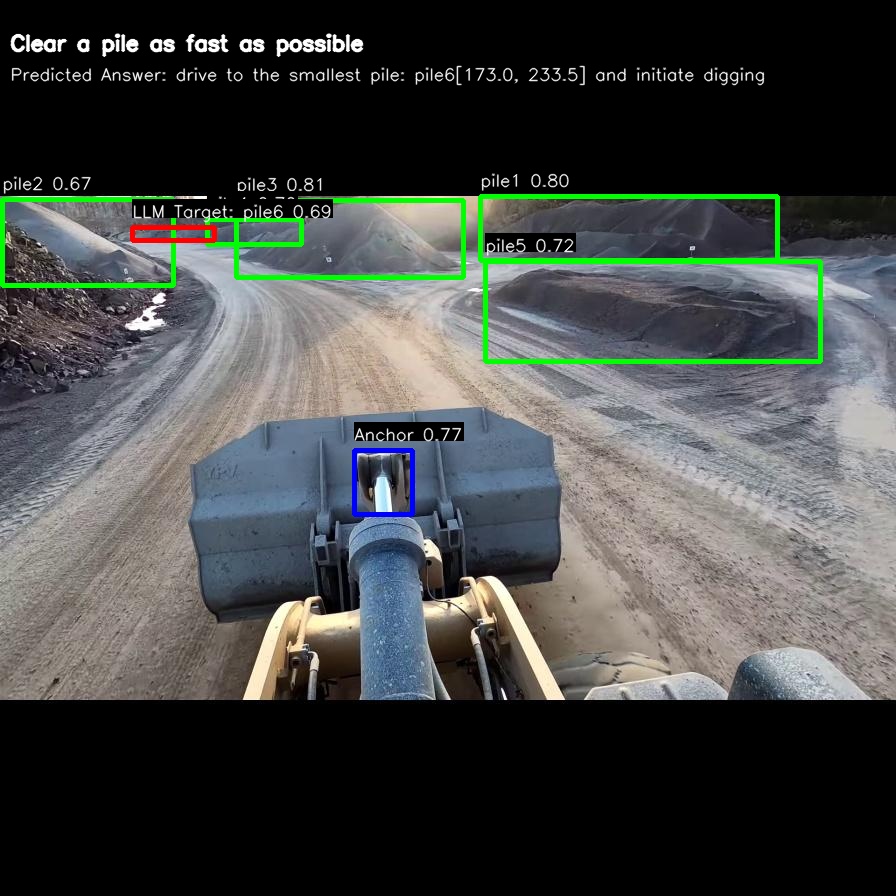 Clear a pile as fast as possible
Predicted Answer: drive to the smallest pile: pile6[173.0, 233.5] and initiate digging
pile2 0.67
pile3 0.81
pile1 0.80
LLM Target: pile6 0.69
pile5 0.72
Anchor 0.77